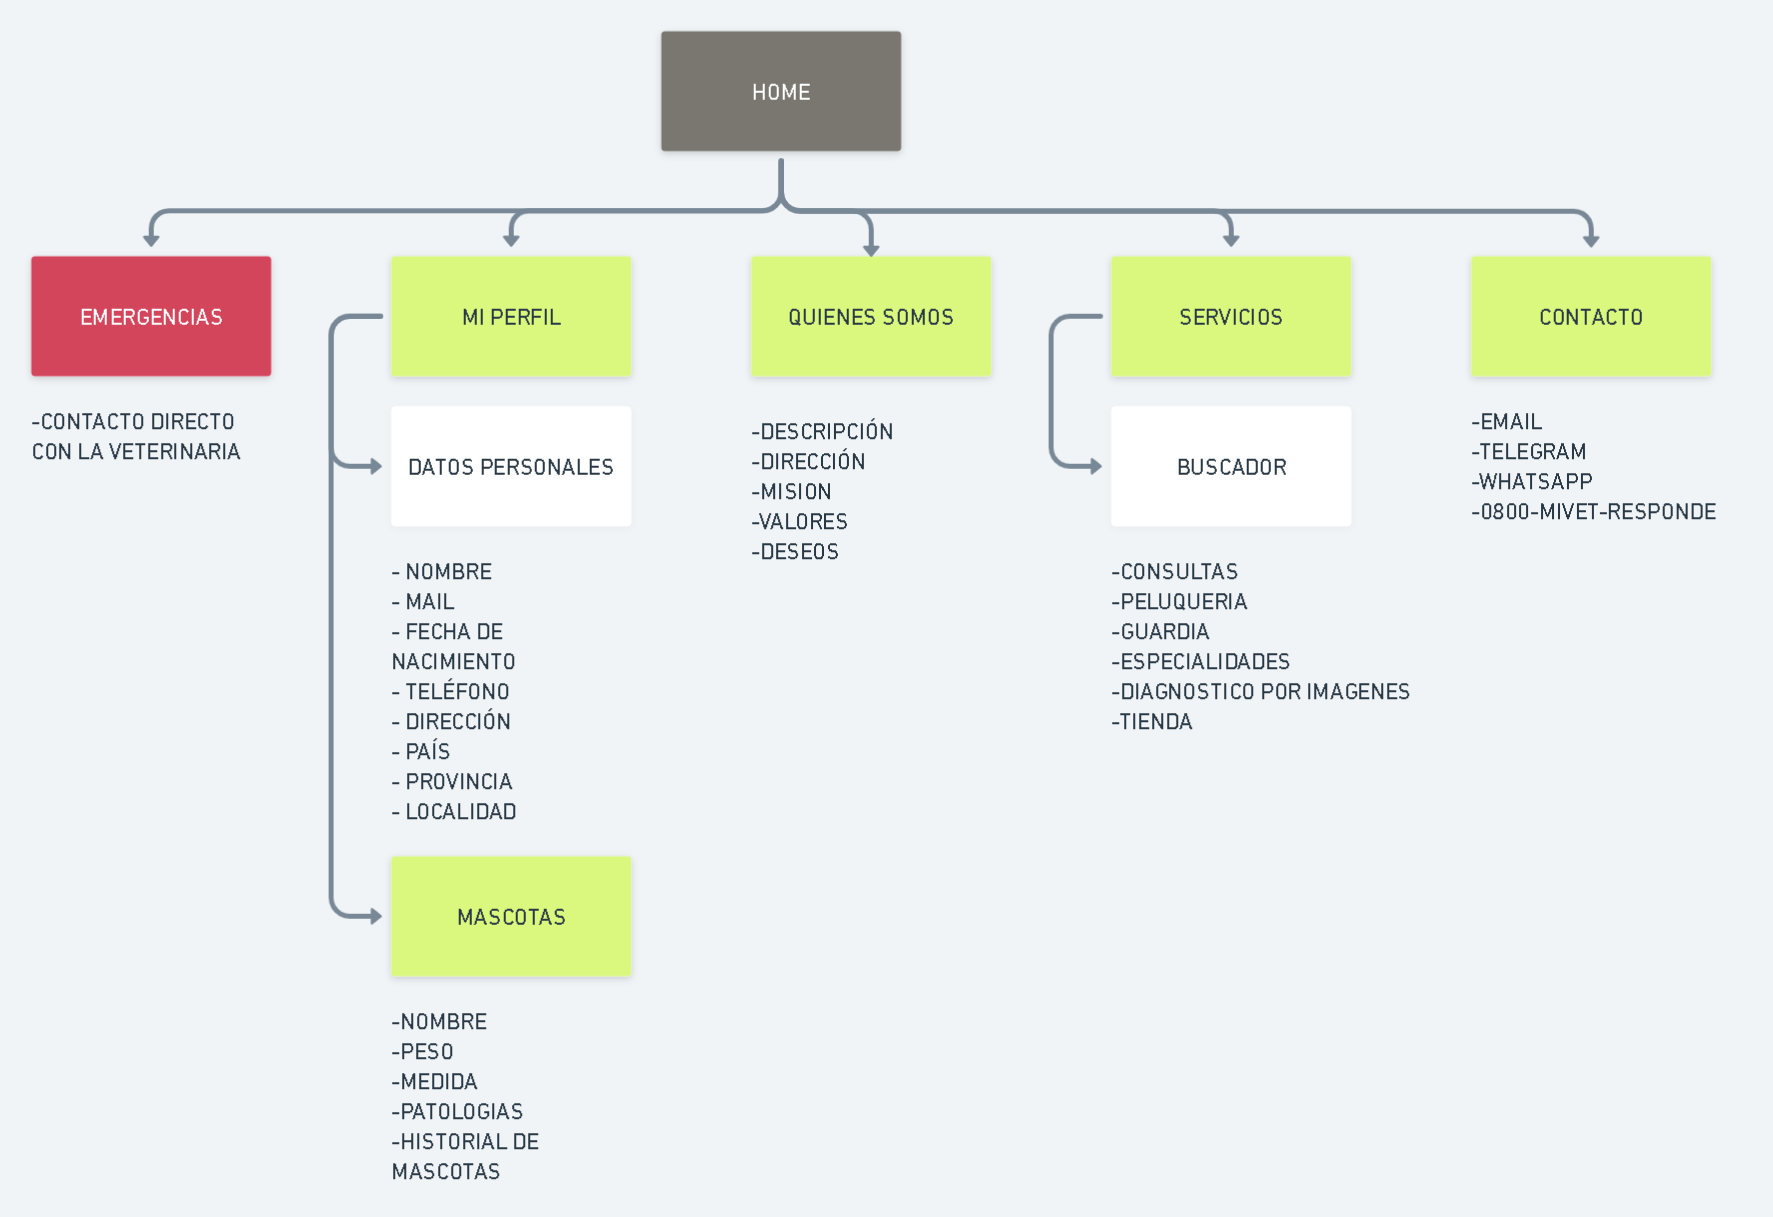 HOME
EMERGENCIAS
-CONTACTO DIRECTO
CON LA VETERINARIA
MI PERFIL
DATOS PERSONALES
- NOMBRE
- MAIL
- FECHA DE
NACIMIENTO
- TELÉFONO
- DIRECCIÓN
- PAÍS
- PROVINCIA
- LOCALIDAD
MASCOTAS
-NOMBRE
-PESO
-MEDIDA
-PATOLOGIAS
-HISTORIAL DE
MASCOTAS
QUIENES SOMOS
-DESCRIPCIÓN
-DIRECCIÓN
-MISION
-VALORES
-DESEOS
SERVICIOS
BUSCADOR
-CONSULTAS
-PELUQUERIA
-GUARDIA
-ESPECIALIDADES
-DIAGNOSTICO POR IMAGENES
-TIENDA
CONTACTO
-EMAIL
-TELEGRAM
-WHATSAPP
-0800-MIVET-RESPONDE